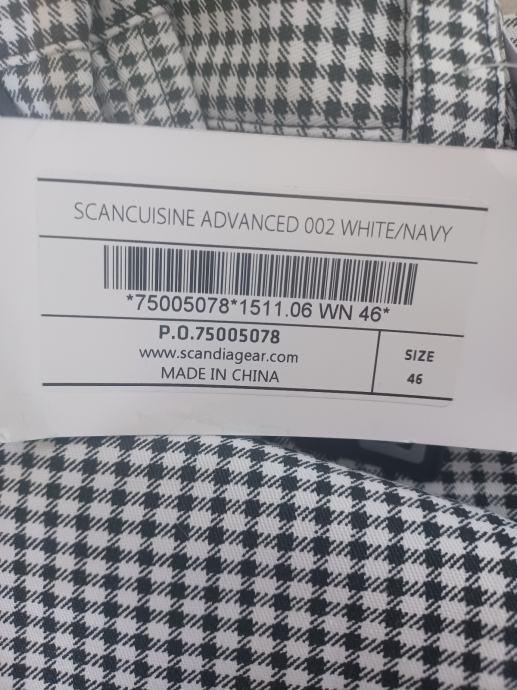 SCANCUISINE ADVANCED 002 WHITE/NAVY
*75005078*1511.06 WN 46*
P.O.75005078
www.scandiagear.com
MADE IN CHINA
SIZE
46